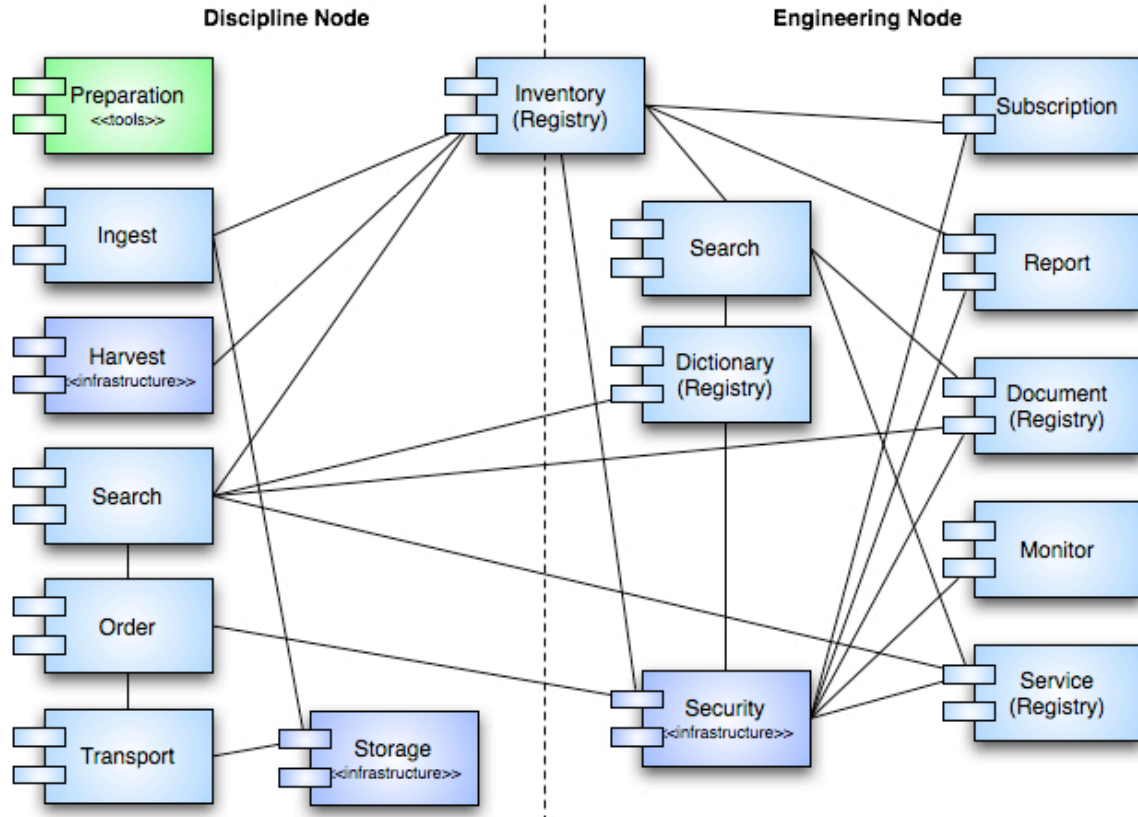 Discipline Node
Engineering Node
Preparation
<<tools>>
Inventory
(Registry)
Subscription
Ingest
Search
Report
Harvest
<<infrastructure>>
Dictionary
(Registry)
Document
(Registry)
Search
Monitor
Order
Security
<<infrastructure>>
Service
(Registry)
Transport
Storage
<<infrastructure>>